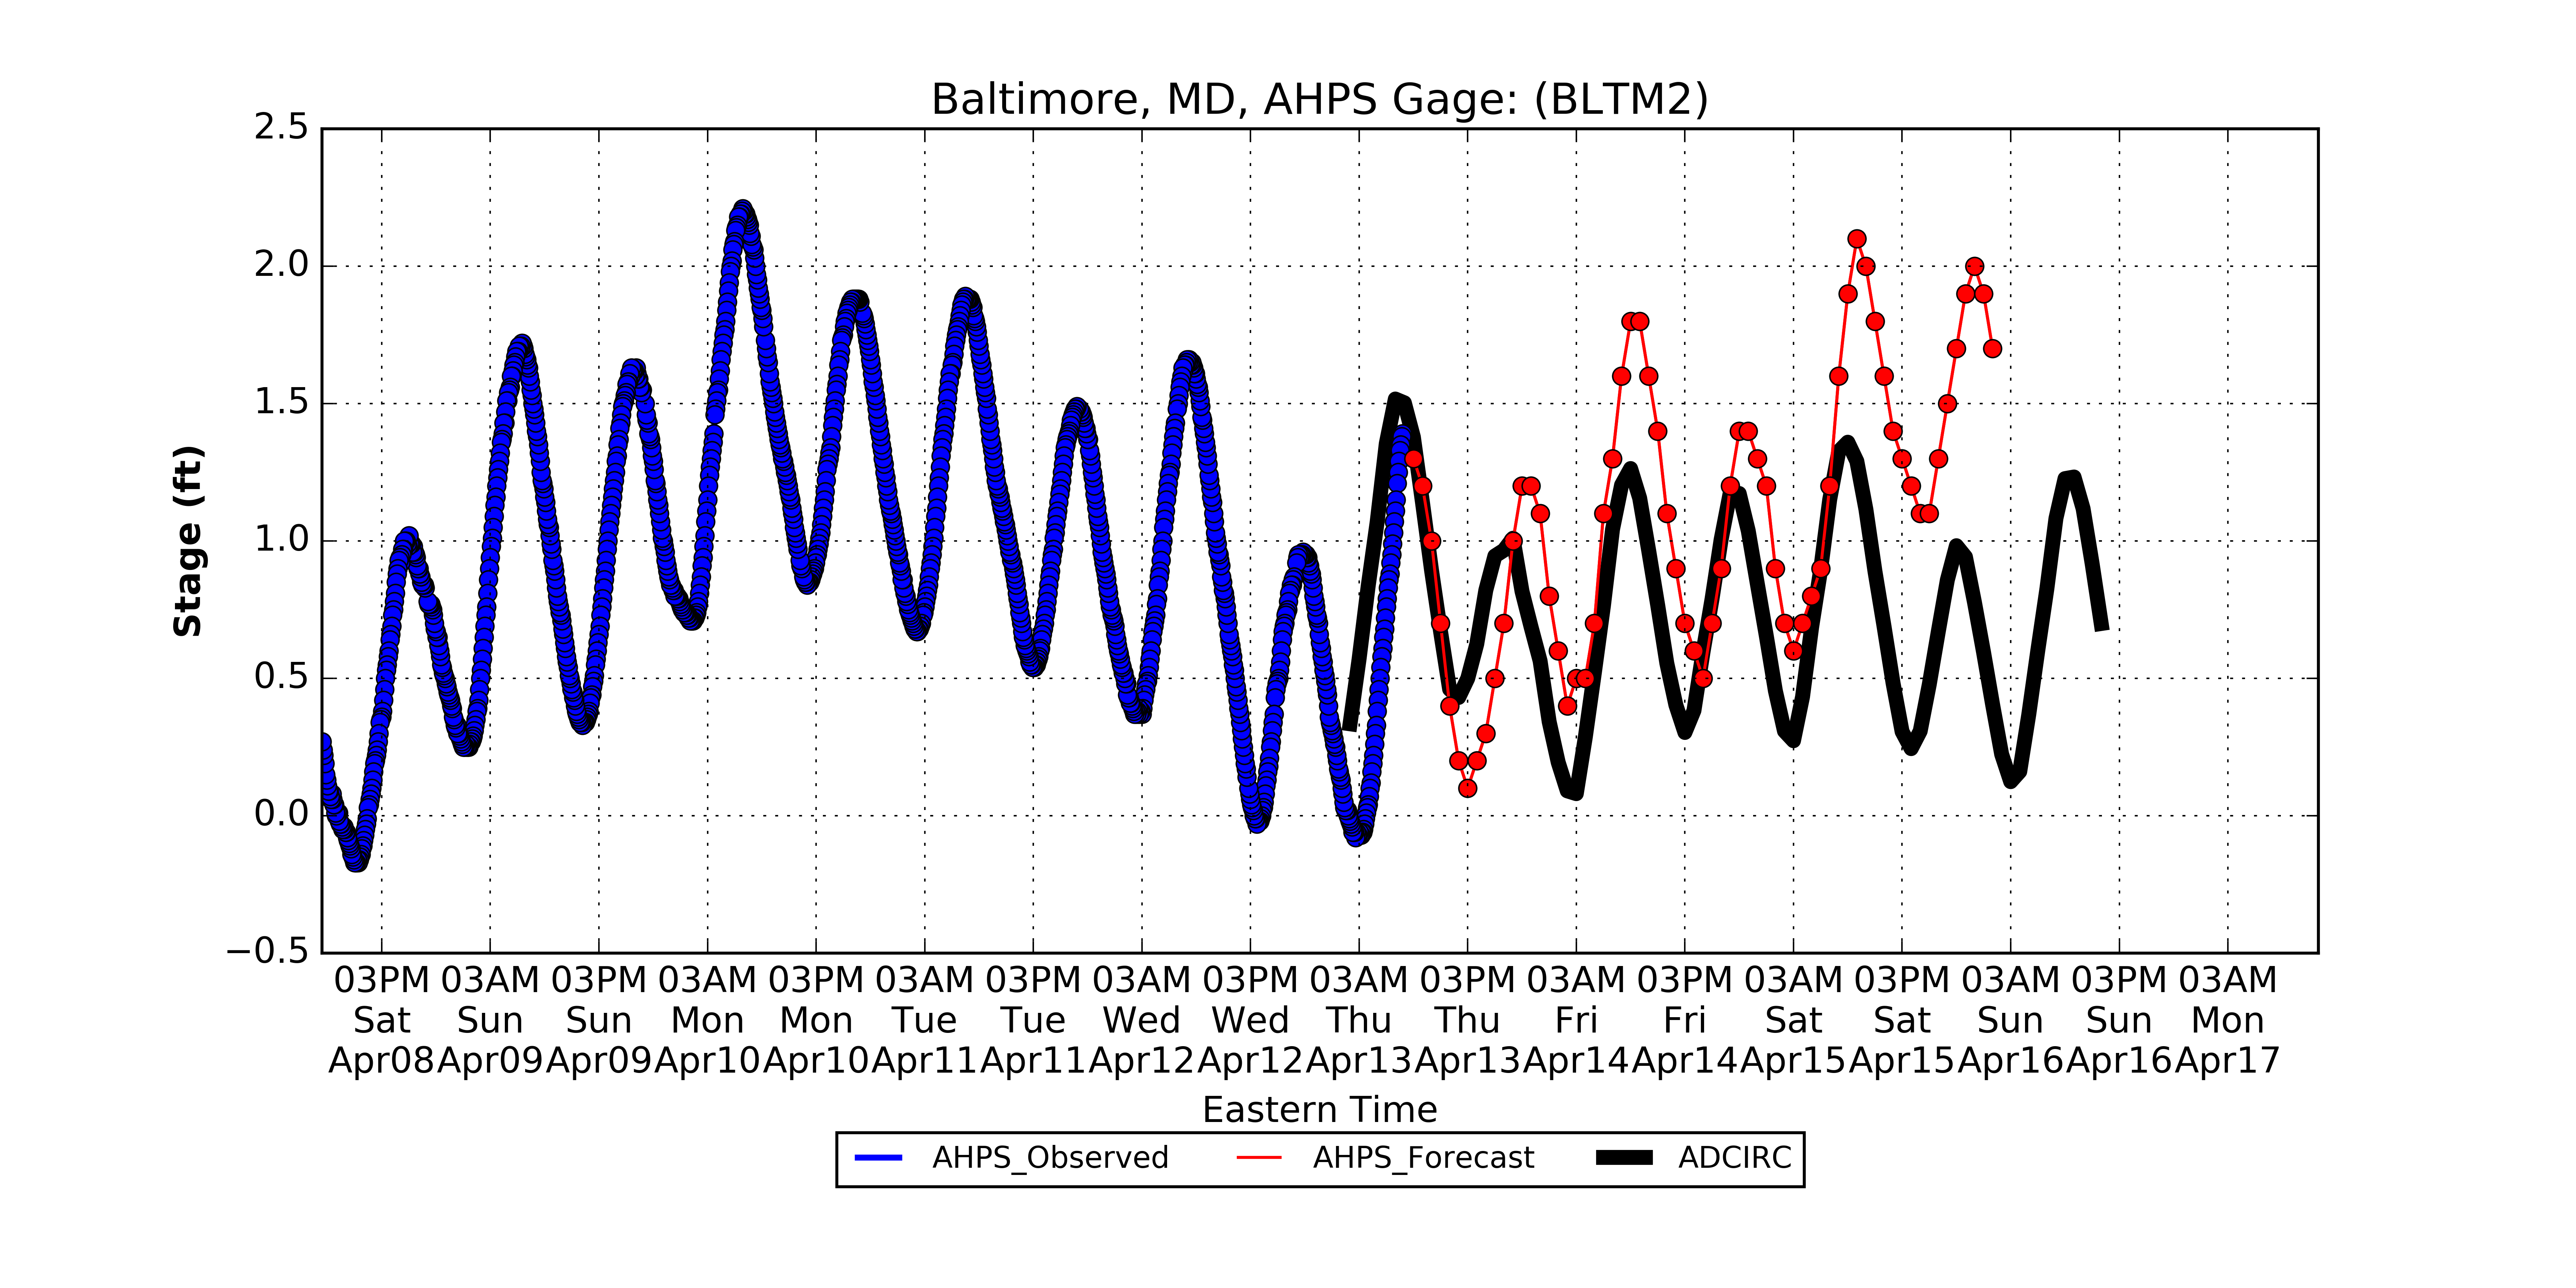 Baltimore, MD, AHPS Gage: (BLTM2)
2.5
2.0
1.5
1.0
0.5
0.0
−0.5
Stage (ft)
03PM 03AM 03PM 03AM 03PM 03AM 03PM 03AM 03PM 03AM 03PM 03AM 03PM 03AM 03PM 03AM 03PM 03AM
Sat Sun Sun Mon Mon Tue Tue Wed Wed Thu Thu Fri Fri Sat Sat Sun Sun Mon
Apr08 Apr09 Apr09 Apr10 Apr10 Apr11 Apr11 Apr12 Apr12 Apr13 Apr13 Apr14 Apr14 Apr15 Apr15 Apr16 Apr16 Apr17
Eastern Time
AHPS_Observed AHPS_Forecast ADCIRC